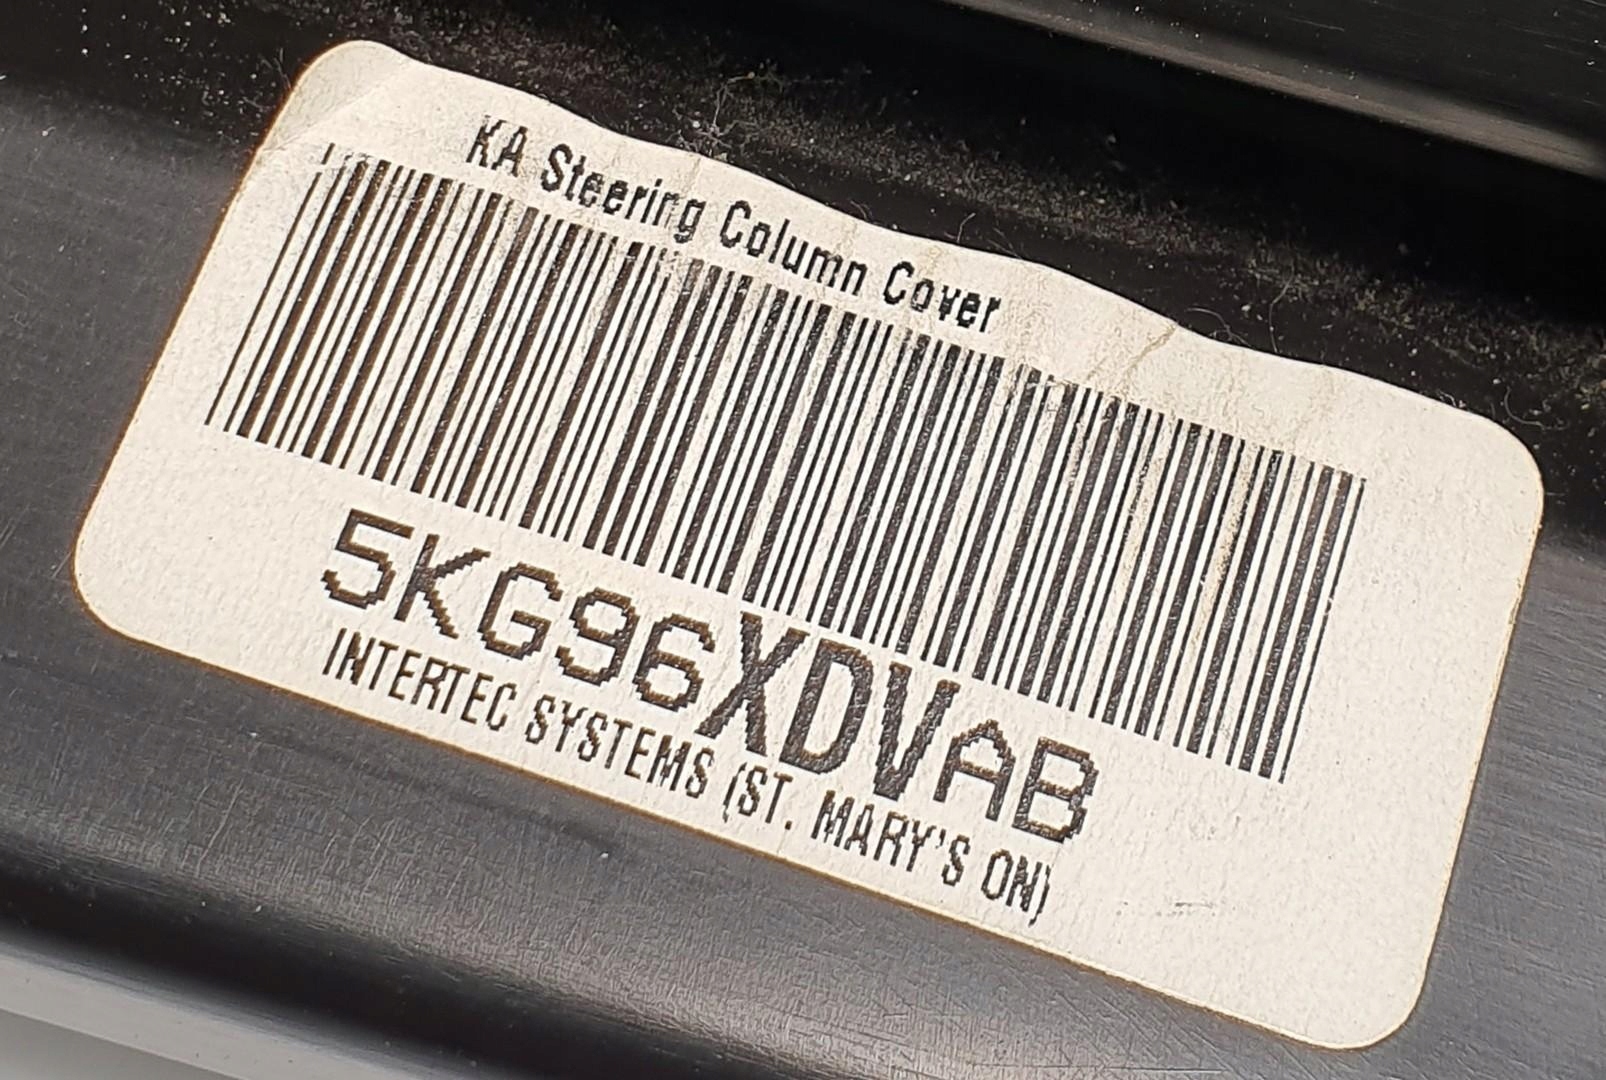 KA Steering Column Cover
5KG96XDVAB
INTERTEC SYSTEMS (ST. MARY'S ON)